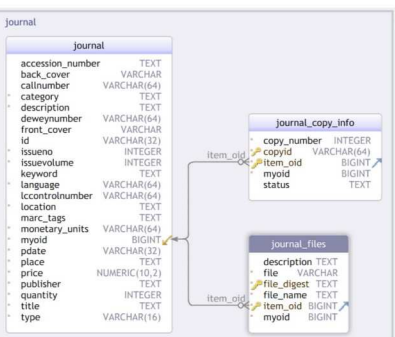 journal
journal
accession_number TEXT
back_cover VARCHAR
callnumber VARCHAR(64)
category TEXT
description TEXT
deweynumber VARCHAR(64)
front_cover VARCHAR
id VARCHAR(32)
issueno INTEGER
issuevolume INTEGER
keyword TEXT
language VARCHAR(64)
lccontrolnumber VARCHAR(64)
location TEXT
marc_tags TEXT
monetary_units VARCHAR(64)
myoid BIGINT
pdate VARCHAR(32)
place TEXT
price NUMERIC(10,2)
publisher TEXT
quantity INTEGER
title TEXT
type VARCHAR(16)
item_oid
journal_copy_info
copy_number INTEGER
copyid VARCHAR(64)
item_oid BIGINT
myoid BIGINT
status TEXT
item_oid
journal_files
description TEXT
file VARCHAR
file_digest TEXT
file_name TEXT
item_oid BIGINT
myoid BIGINT